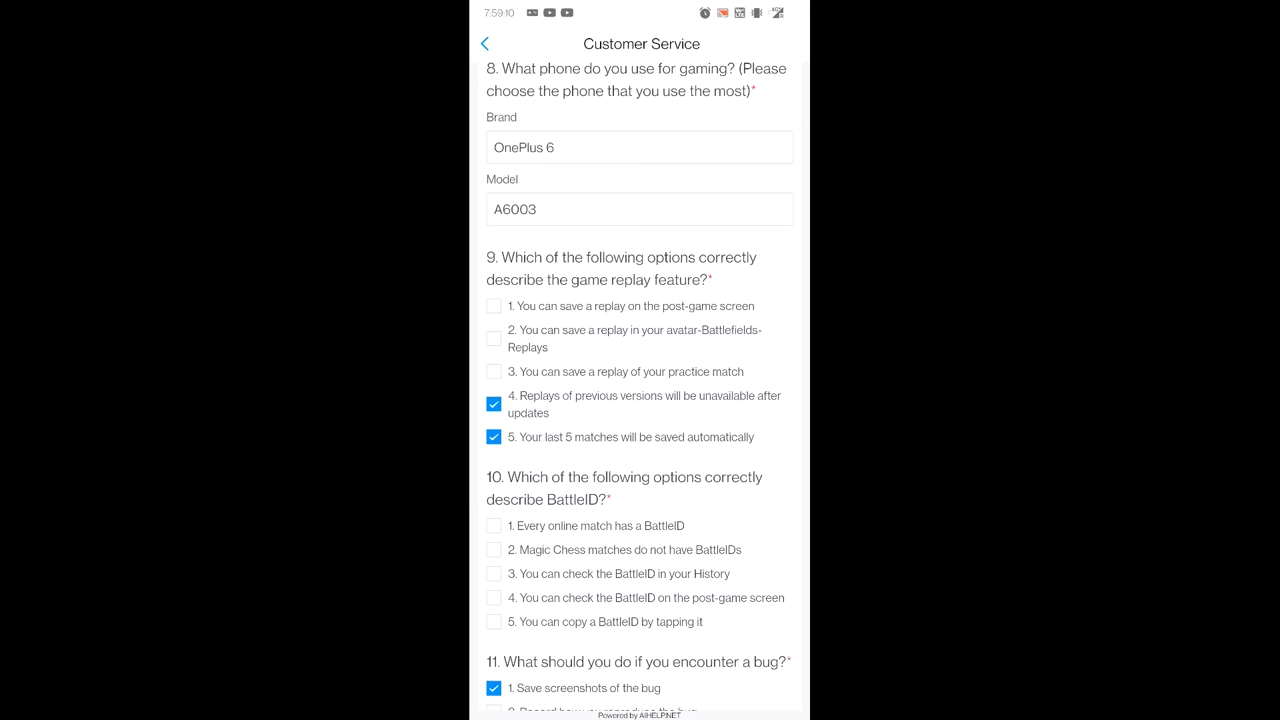 7:59:10
Customer Service
8. What phone do you use for gaming? (Please
choose the phone that you use the most)*
Brand
OnePlus 6
Model
A6003
9. Which of the following options correctly
describe the game replay feature?*
1. You can save a replay on the post-game screen
2. You can save a replay in your avatar-Battlefields-
Replays
3. You can save a replay of your practice match
4. Replays of previous versions will be unavailable after
updates
5. Your last 5 matches will be saved automatically
10. Which of the following options correctly
describe BattleID?*
1. Every online match has a BattleID
2. Magic Chess matches do not have BattleIDs
3. You can check the BattleID in your History
4. You can check the BattleID on the post-game screen
5. You can copy a BattleID by tapping it
11. What should you do if you encounter a bug?*
1. Save screenshots of the bug
Powered by AIHELP.NET